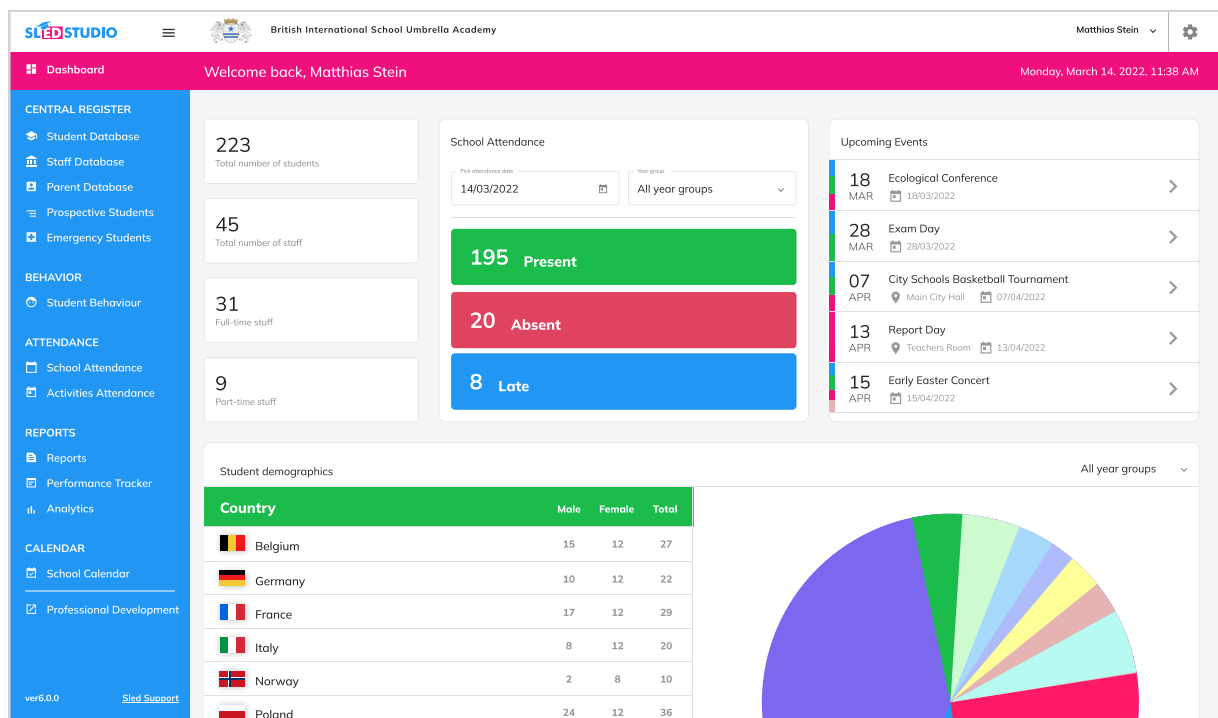 SLEDSTUDIO
British International School Umbrella Academy
Matthias Stein
Dashboard
Welcome back, Matthias Stein
Monday, March 14. 2022. 11:38 AM
CENTRAL REGISTER
Student Database
Staff Database
Parent Database
Prospective Students
Emergency Students
BEHAVIOR
Student Behaviour
ATTENDANCE
School Attendance
Activities Attendance
REPORTS
Reports
Performance Tracker
Analytics
CALENDAR
School Calendar
Professional Development
ver6.0.0
Sled Support
223
Total number of students
45
Total number of staff
31
Full-time stuff
9
Part-time stuff
School Attendance
Pick attendance date
14/03/2022
Year group
All year groups
195 Present
20 Absent
8 Late
Upcoming Events
18 MAR
Ecological Conference
18/03/2022
28 MAR
Exam Day
28/03/2022
07 APR
City Schools Basketball Tournament
Main City Hall 07/04/2022
13 APR
Report Day
Teachers Room 13/04/2022
15 APR
Early Easter Concert
15/04/2022
Student demographics
All year groups
Country Male Female Total
Belgium 15 12 27
Germany 10 12 22
France 17 12 29
Italy 8 12 20
Norway 2 8 10
Poland 24 12 36